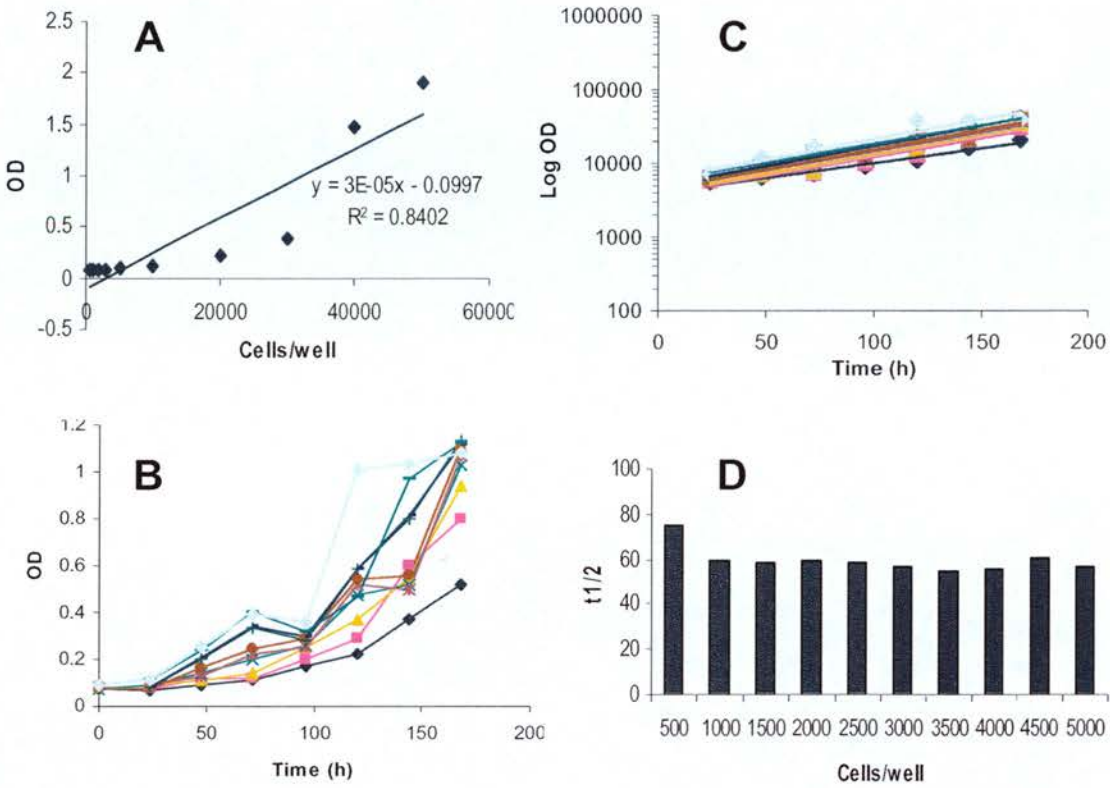 A
OD
2.5
2
1.5
1
0.5
0
-0.5
y = 3E-05x - 0.0997
R² = 0.8402
0 20000 40000 60000
Cells/well
C
Log OD
1000000
100000
10000
1000
100
0 50 100 150 200
Time (h)
B
OD
1.2
1
0.8
0.6
0.4
0.2
0
0 50 100 150 200
Time (h)
D
t1/2
100
80
60
40
20
0
500 1000 1500 2000 2500 3000 3500 4000 4500 5000
Cells/well